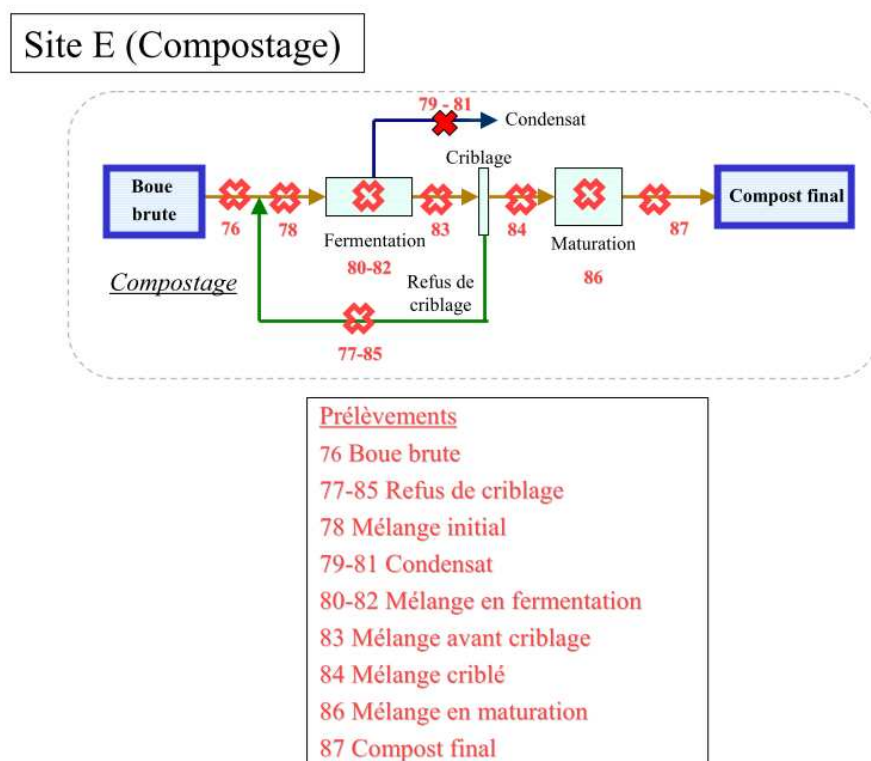 Site E (Compostage)
79 - 81
Condensat
Criblage
Boue
brute
Compost final
76
78
83
84
87
Fermentation
Maturation
80-82
86
Compostage
Refus de
criblage
77-85
Prélèvements
76 Boue brute
77-85 Refus de criblage
78 Mélange initial
79-81 Condensat
80-82 Mélange en fermentation
83 Mélange avant criblage
84 Mélange criblé
86 Mélange en maturation
87 Compost final